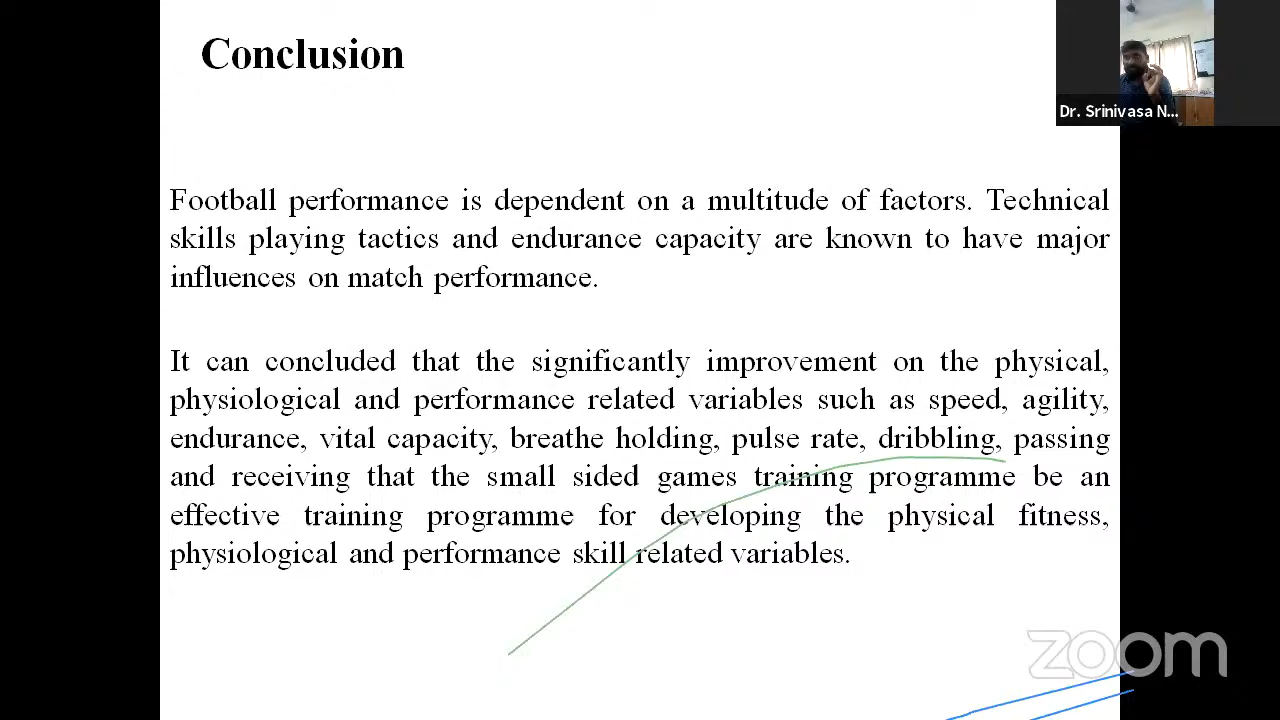 Conclusion
Dr. Srinivasa N...
Football performance is dependent on a multitude of factors. Technical
skills playing tactics and endurance capacity are known to have major
influences on match performance.
It can concluded that the significantly improvement on the physical,
physiological and performance related variables such as speed, agility,
endurance, vital capacity, breathe holding, pulse rate, dribbling, passing
and receiving that the small sided games training programme be an
effective training programme for developing the physical fitness,
physiological and performance skill related variables.
zoom